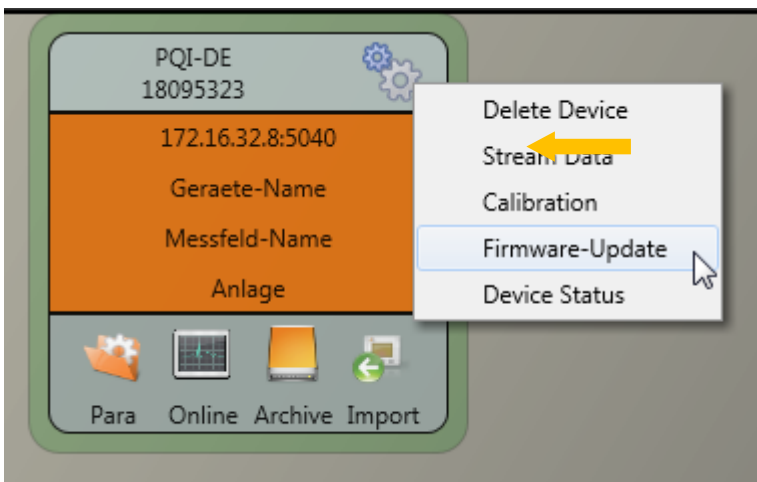 PQI-DE
18095323
172.16.32.8:5040
Geraete-Name
Messfeld-Name
Anlage
Para
Online
Archive
Import
Delete Device
Stream Data
Calibration
Firmware-Update
Device Status